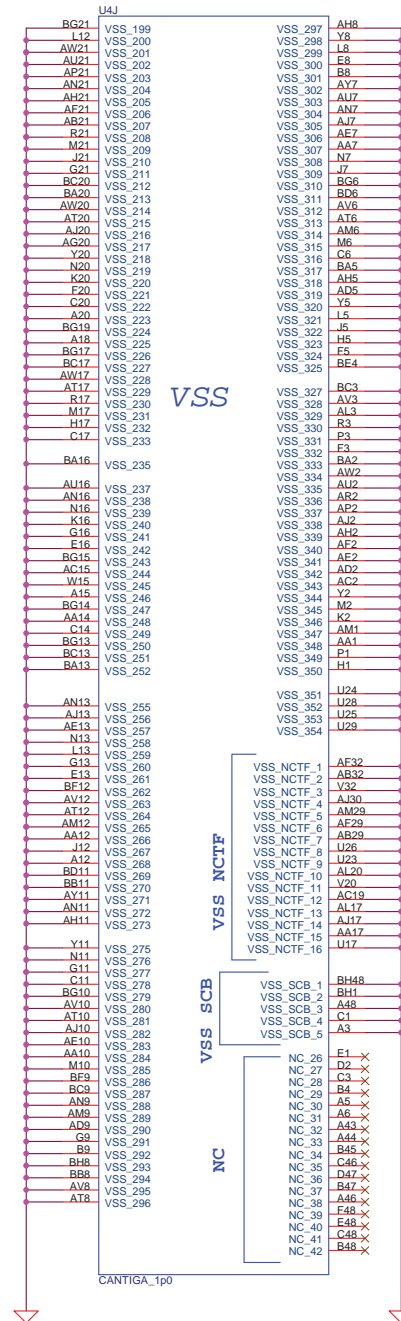 U4J
BG21 VSS_199
L12 VSS_200
AW21 VSS_201
AU21 VSS_202
AP21 VSS_203
AN21 VSS_204
AH21 VSS_205
AF21 VSS_206
AB21 VSS_207
R21 VSS_208
M21 VSS_209
J21 VSS_210
G21 VSS_211
BC20 VSS_212
BA20 VSS_213
AW20 VSS_214
AT20 VSS_215
AJ20 VSS_216
AG20 VSS_217
Y20 VSS_218
N20 VSS_219
K20 VSS_220
F20 VSS_221
C20 VSS_222
A20 VSS_223
BG19 VSS_224
A18 VSS_225
BG17 VSS_226
BC17 VSS_227
AW17 VSS_228
AT17 VSS_229
R17 VSS_230
M17 VSS_231
H17 VSS_232
C17 VSS_233
BA16 VSS_235
AU16 VSS_237
AN16 VSS_238
N16 VSS_239
K16 VSS_240
G16 VSS_241
E16 VSS_242
BG15 VSS_243
AC15 VSS_244
W15 VSS_245
A15 VSS_246
BG14 VSS_247
AA14 VSS_248
C14 VSS_249
BG13 VSS_250
BC13 VSS_251
BA13 VSS_252
AN13 VSS_255
AJ13 VSS_256
AE13 VSS_257
N13 VSS_258
L13 VSS_259
G13 VSS_260
E13 VSS_261
BF12 VSS_262
AV12 VSS_263
AT12 VSS_264
AM12 VSS_265
AA12 VSS_266
J12 VSS_267
A12 VSS_268
BD11 VSS_269
BB11 VSS_270
AY11 VSS_271
AN11 VSS_272
AH11 VSS_273
Y11 VSS_275
N11 VSS_276
G11 VSS_277
C11 VSS_278
BG10 VSS_279
AV10 VSS_280
AT10 VSS_281
AJ10 VSS_282
AE10 VSS_283
AA10 VSS_284
M10 VSS_285
BF9 VSS_286
BC9 VSS_287
AN9 VSS_288
AM9 VSS_289
AD9 VSS_290
G9 VSS_291
B9 VSS_292
BH8 VSS_293
BB8 VSS_294
AV8 VSS_295
AT8 VSS_296
VSS
VSS_297 AH8
VSS_298 Y8
VSS_299 L8
VSS_300 E8
VSS_301 B8
VSS_302 AY7
VSS_303 AU7
VSS_304 AN7
VSS_305 AJ7
VSS_306 AE7
VSS_307 AA7
VSS_308 N7
VSS_309 J7
VSS_310 BG6
VSS_311 BD6
VSS_312 AV6
VSS_313 AT6
VSS_314 AM6
VSS_315 M6
VSS_316 C6
VSS_317 BA5
VSS_318 AH5
VSS_319 AD5
VSS_320 Y5
VSS_321 L5
VSS_322 J5
VSS_323 H5
VSS_324 F5
VSS_325 BE4
VSS_327 BC3
VSS_328 AV3
VSS_329 AL3
VSS_330 R3
VSS_331 P3
VSS_332 F3
VSS_333 BA2
VSS_334 AW2
VSS_335 AU2
VSS_336 AR2
VSS_337 AP2
VSS_338 AJ2
VSS_339 AH2
VSS_340 AF2
VSS_341 AE2
VSS_342 AD2
VSS_343 AC2
VSS_344 Y2
VSS_345 M2
VSS_346 K2
VSS_347 AM1
VSS_348 AA1
VSS_349 P1
VSS_350 H1
VSS_351 U24
VSS_352 U28
VSS_353 U25
VSS_354 U29
VSS NCTF
VSS_NCTF_1 AF32
VSS_NCTF_2 AB32
VSS_NCTF_3 V32
VSS_NCTF_4 AJ30
VSS_NCTF_5 AM29
VSS_NCTF_6 AF29
VSS_NCTF_7 AB29
VSS_NCTF_8 U26
VSS_NCTF_9 U23
VSS_NCTF_10 AL20
VSS_NCTF_11 V20
VSS_NCTF_12 AC19
VSS_NCTF_13 AL17
VSS_NCTF_14 AJ17
VSS_NCTF_15 AA17
VSS_NCTF_16 U17
VSS SCB
VSS_SCB_1 BH48
VSS_SCB_2 BH1
VSS_SCB_3 A48
VSS_SCB_4 C1
VSS_SCB_5 A3
NC
NC_26 E1
NC_27 D2
NC_28 C3
NC_29 B4
NC_30 A5
NC_31 A6
NC_32 A43
NC_33 A44
NC_34 B45
NC_35 C46
NC_36 D47
NC_37 B47
NC_38 A46
NC_39 F48
NC_40 E48
NC_41 C48
NC_42 B48
CANTIGA_1p0